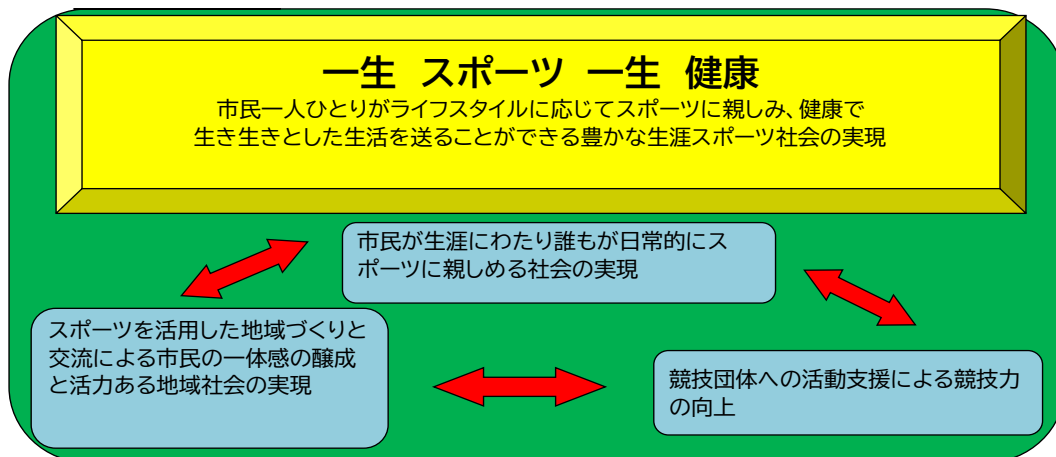 一生 スポーツ 一生 健康
市民一人ひとりがライフスタイルに応じてスポーツに親しみ、健康で
生き生きとした生活を送ることができる豊かな生涯スポーツ社会の実現
市民が生涯にわたり誰もが日常的にス
ポーツに親しめる社会の実現
スポーツを活用した地域づくりと
交流による市民の一体感の醸成
と活力ある地域社会の実現
競技団体への活動支援による競技力
の向上